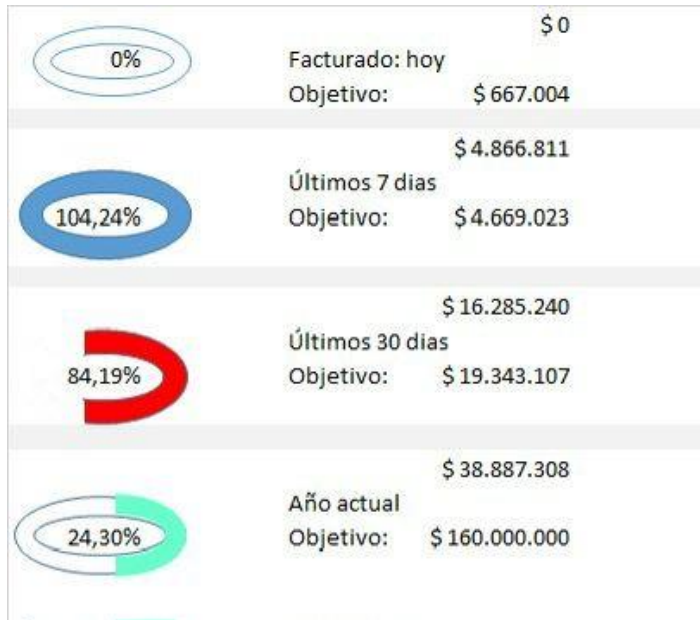 $ 0
0%
Facturado: hoy
Objetivo: $ 667.004
$ 4.866.811
Últimos 7 dias
104,24%
Objetivo: $ 4.669.023
$ 16.285.240
Últimos 30 dias
84,19%
Objetivo: $ 19.343.107
$ 38.887.308
Año actual
24,30%
Objetivo: $ 160.000.000